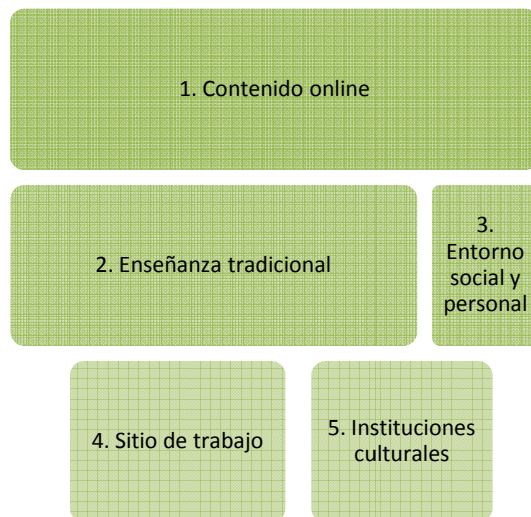 1. Contenido online
2. Enseñanza tradicional
3.
Entorno
social y
personal
4. Sitio de trabajo
5. Instituciones
culturales